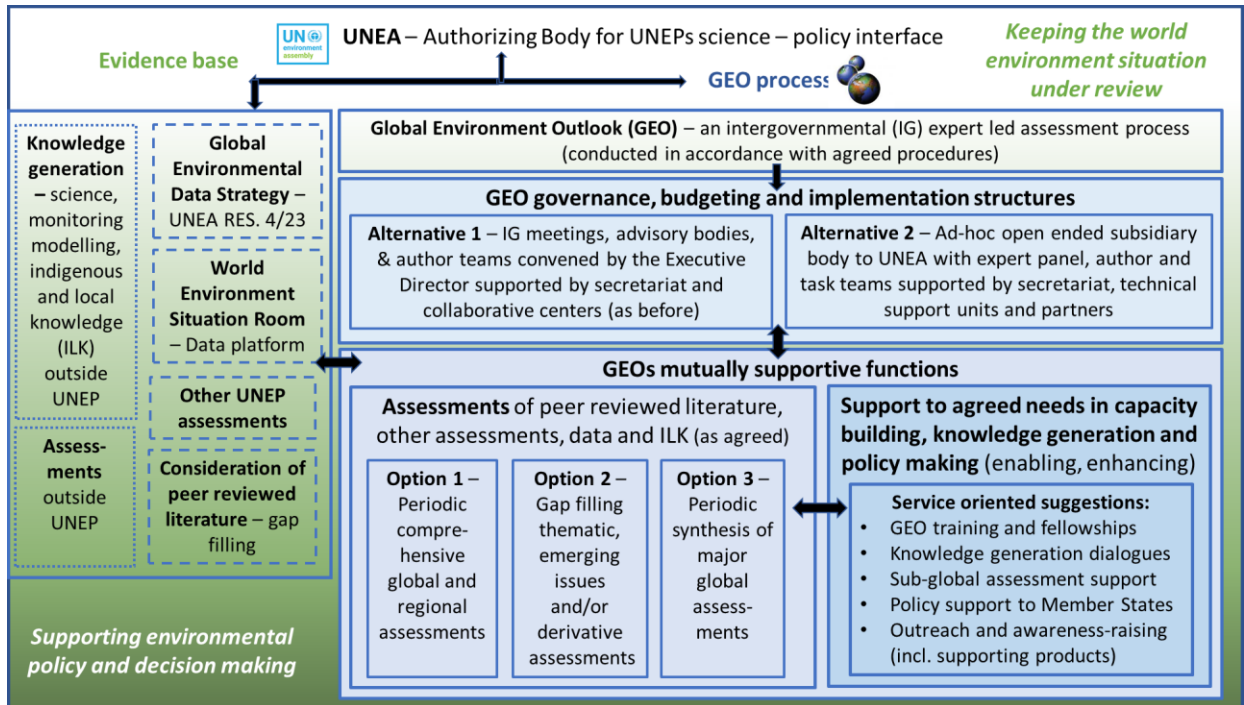 UN
environment
assembly
UNEA – Authorizing Body for UNEPs science – policy interface
Keeping the world
environment situation
under review
Evidence base
GEO process
Knowledge
generation
– science,
monitoring
modelling,
indigenous
and local
knowledge
(ILK)
outside
UNEP
Assess-
ments
outside
UNEP
Global
Environmental
Data Strategy –
UNEA RES. 4/23
World
Environment
Situation Room
– Data platform
Other UNEP
assessments
Consideration of
peer reviewed
literature – gap
filling
Supporting environmental
policy and decision making
Global Environment Outlook (GEO) – an intergovernmental (IG) expert led assessment process
(conducted in accordance with agreed procedures)
GEO governance, budgeting and implementation structures
Alternative 1 – IG meetings, advisory bodies,
& author teams convened by the Executive
Director supported by secretariat and
collaborative centers (as before)
Alternative 2 – Ad-hoc open ended subsidiary
body to UNEA with expert panel, author and
task teams supported by secretariat, technical
support units and partners
GEOs mutually supportive functions
Assessments of peer reviewed literature,
other assessments, data and ILK (as agreed)
Option 1 –
Periodic
compre-
hensive
global and
regional
assessments
Option 2 –
Gap filling
thematic,
emerging
issues
and/or
derivative
assessments
Option 3 –
Periodic
synthesis of
major
global
assess-
ments
Support to agreed needs in capacity
building, knowledge generation and
policy making (enabling, enhancing)
Service oriented suggestions:
• GEO training and fellowships
• Knowledge generation dialogues
• Sub-global assessment support
• Policy support to Member States
• Outreach and awareness-raising
(incl. supporting products)